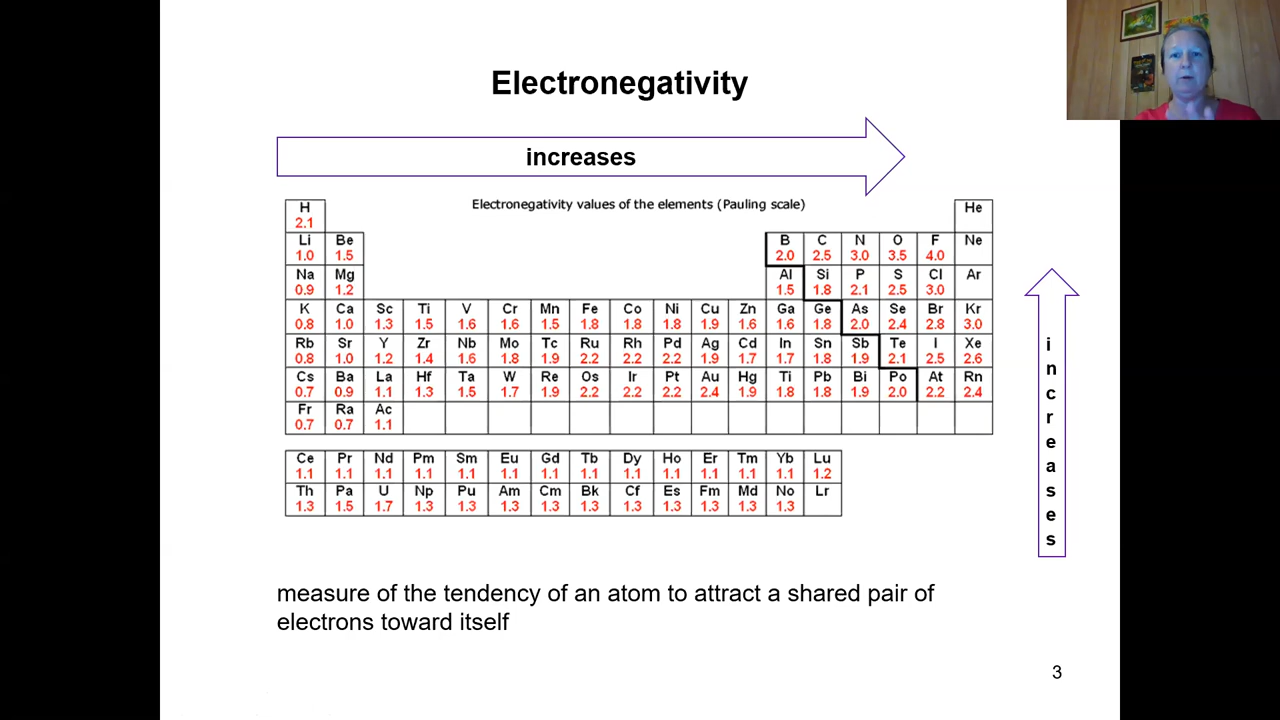 Electronegativity
increases
Electronegativity values of the elements (Pauling scale)
H He
2.1
Li Be B C N O F Ne
1.0 1.5 2.0 2.5 3.0 3.5 4.0
Na Mg Al Si P S Cl Ar
0.9 1.2 1.5 1.8 2.1 2.5 3.0
K Ca Sc Ti V Cr Mn Fe Co Ni Cu Zn Ga Ge As Se Br Kr
0.8 1.0 1.3 1.5 1.6 1.6 1.5 1.8 1.8 1.8 1.9 1.6 1.6 1.8 2.0 2.4 2.8 3.0
Rb Sr Y Zr Nb Mo Tc Ru Rh Pd Ag Cd In Sn Sb Te I Xe
0.8 1.0 1.2 1.4 1.6 1.8 1.9 2.2 2.2 2.2 1.9 1.7 1.7 1.8 1.9 2.1 2.5 2.6
Cs Ba La Hf Ta W Re Os Ir Pt Au Hg Ti Pb Bi Po At Rn
0.7 0.9 1.1 1.3 1.5 1.7 1.9 2.2 2.2 2.2 2.4 1.9 1.8 1.8 1.9 2.0 2.2 2.4
Fr Ra Ac
0.7 0.7 1.1
Ce Pr Nd Pm Sm Eu Gd Tb Dy Ho Er Tm Yb Lu
1.1 1.1 1.1 1.1 1.1 1.1 1.1 1.1 1.1 1.1 1.1 1.1 1.1 1.2
Th Pa U Np Pu Am Cm Bk Cf Es Fm Md No Lr
1.3 1.5 1.7 1.3 1.3 1.3 1.3 1.3 1.3 1.3 1.3 1.3 1.3
increases
measure of the tendency of an atom to attract a shared pair of
electrons toward itself
3